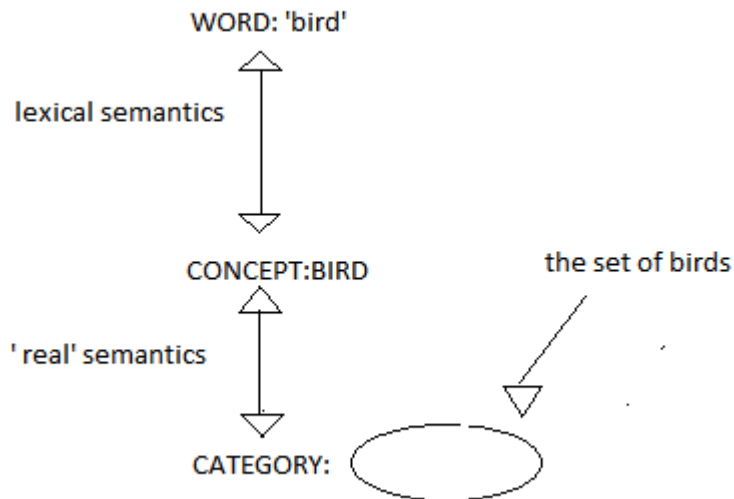 WORD: 'bird'
lexical semantics
CONCEPT:BIRD
the set of birds
' real' semantics
CATEGORY: